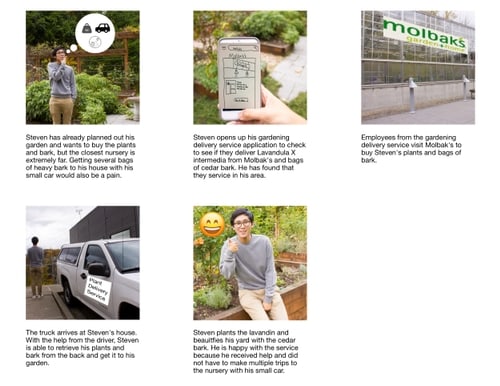 molbak's
garden+home
Steven has already planned out his
garden and wants to buy the plants
and bark, but the closest nursery is
extremely far. Getting several bags
of heavy bark to his house with his
small car would also be a pain.
Steven opens up his gardening
delivery service application to check
to see if they deliver Lavandula X
intermedia from Molbak's and bags
of cedar bark. He has found that
they service in his area.
Employees from the gardening
delivery service visit Molbak's to
buy Steven's plants and bags of
bark.
Plant
Delivery
Service
The truck arrives at Steven's house.
With the help from the driver, Steven
is able to retrieve his plants and
bark from the back and get it to his
garden.
Steven plants the lavandin and
beauitfies his yard with the cedar
bark. He is happy with the service
because he received help and did
not have to make multiple trips to
the nursery with his small car.